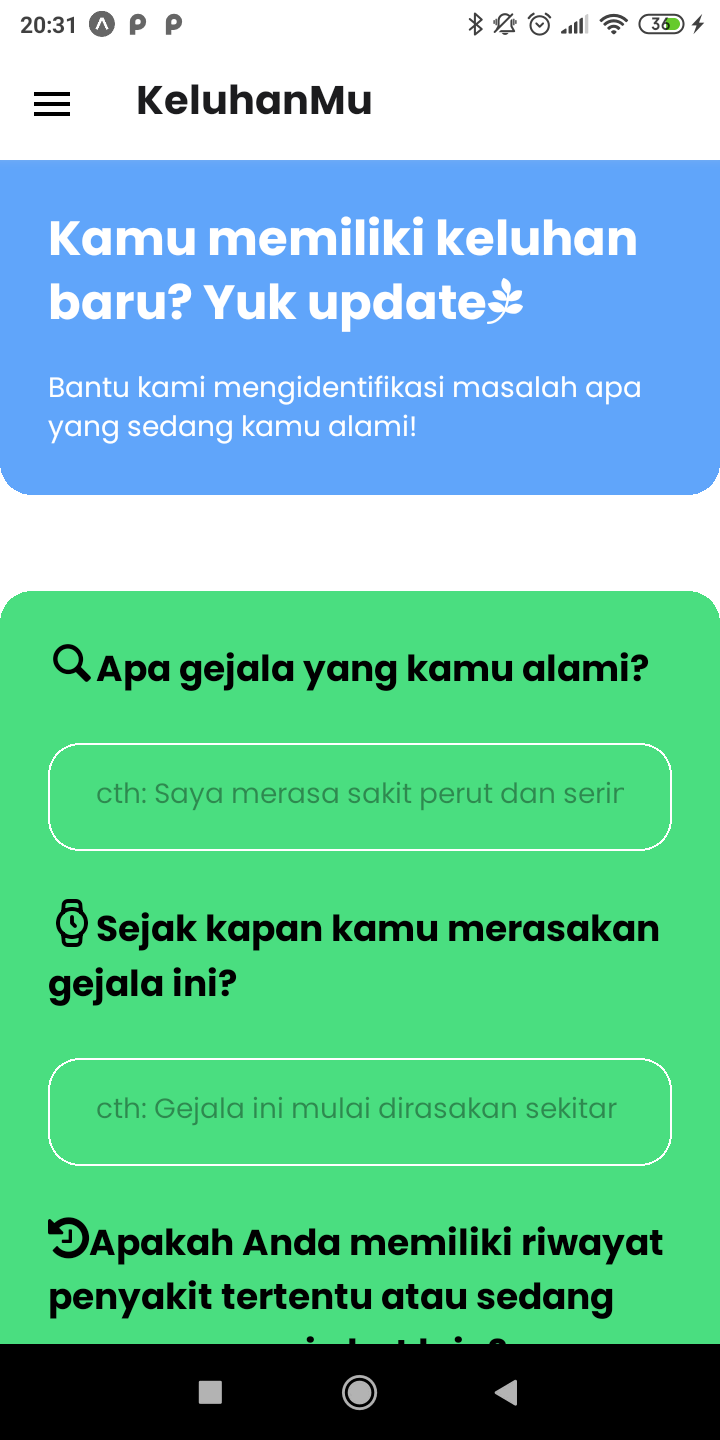 20:31
36
KeluhanMu
Kamu memiliki keluhan
baru? Yuk update
Bantu kami mengidentifikasi masalah apa
yang sedang kamu alami!
Apa gejala yang kamu alami?
cth: Saya merasa sakit perut dan serin
Sejak kapan kamu merasakan
gejala ini?
cth: Gejala ini mulai dirasakan sekitar
Apakah Anda memiliki riwayat
penyakit tertentu atau sedang